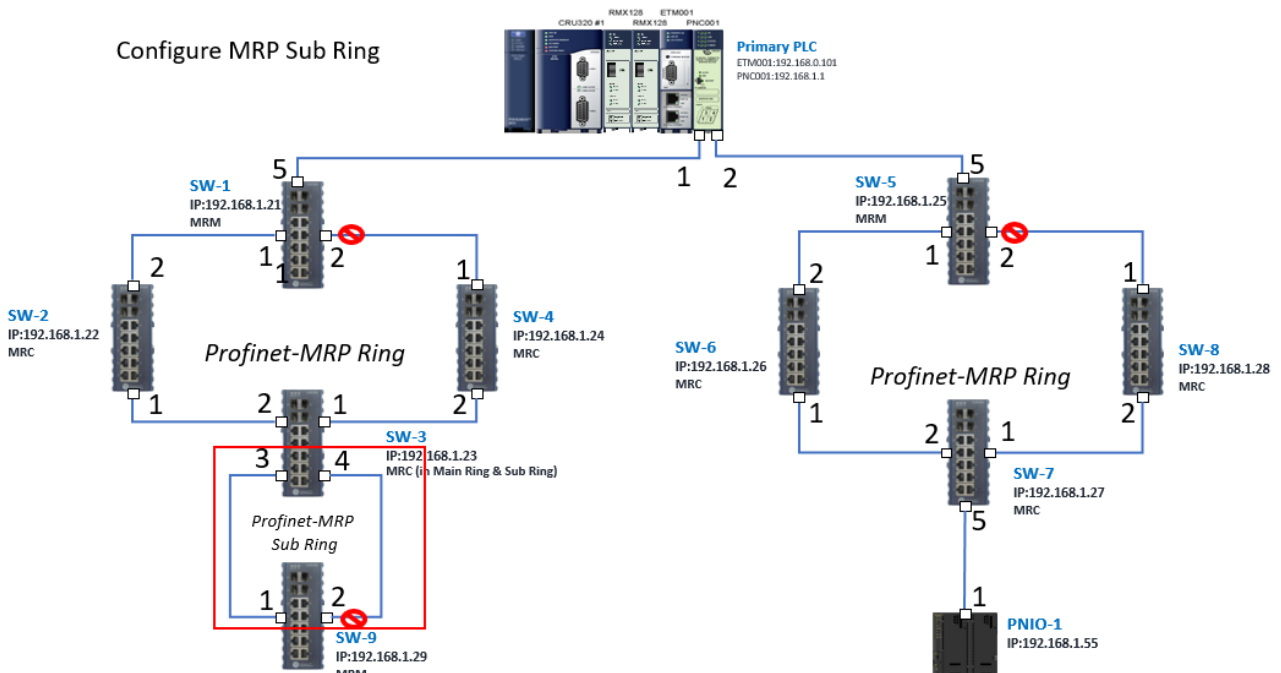 Configure MRP Sub Ring
RMX128 ETM001
CRU320 #1 RMX128 PNC001
Primary PLC
ETM001:192.168.0.101
PNC001:192.168.1.1
1 2
5
SW-1
IP:192.168.1.21
MRM
1 2
1
5
SW-5
IP:192.168.1.25
MRM
1 2
2
SW-2
IP:192.168.1.22
MRC
1
1
SW-4
IP:192.168.1.24
MRC
2
Profinet-MRP Ring
2
SW-6
IP:192.168.1.26
MRC
1
1
SW-8
IP:192.168.1.28
MRC
2
Profinet-MRP Ring
2 1
SW-3
IP:192.168.1.23
MRC (in Main Ring & Sub Ring)
3 4
Profinet-MRP
Sub Ring
1 2
SW-9
IP:192.168.1.29
MRM
2 1
SW-7
IP:192.168.1.27
MRC
5
1
PNIO-1
IP:192.168.1.55